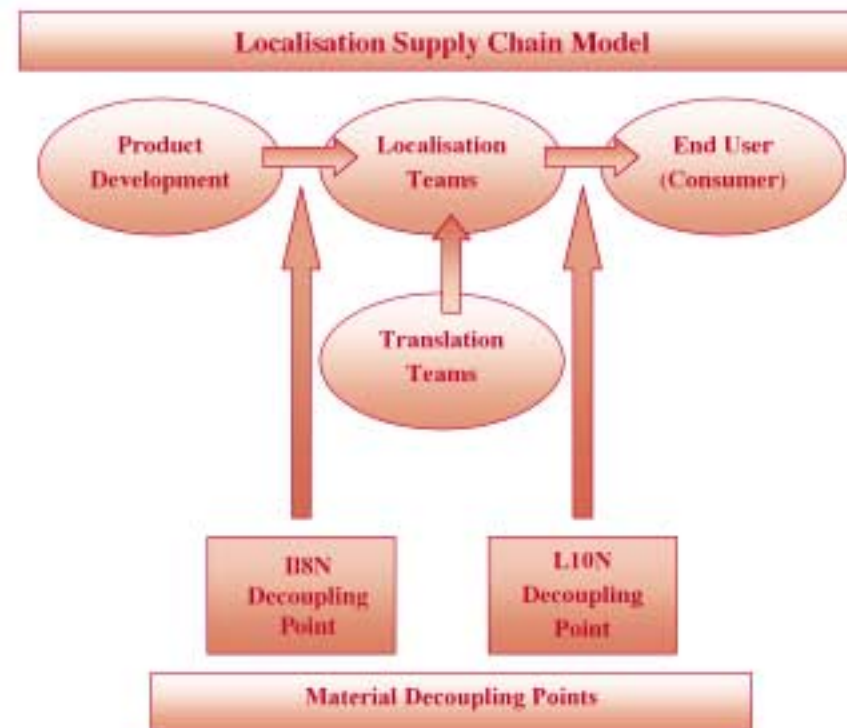 Localisation Supply Chain Model
Product
Development
Localisation
Teams
End User
(Consumer)
Translation
Teams
I18N
Decoupling
Point
L10N
Decoupling
Point
Material Decoupling Points